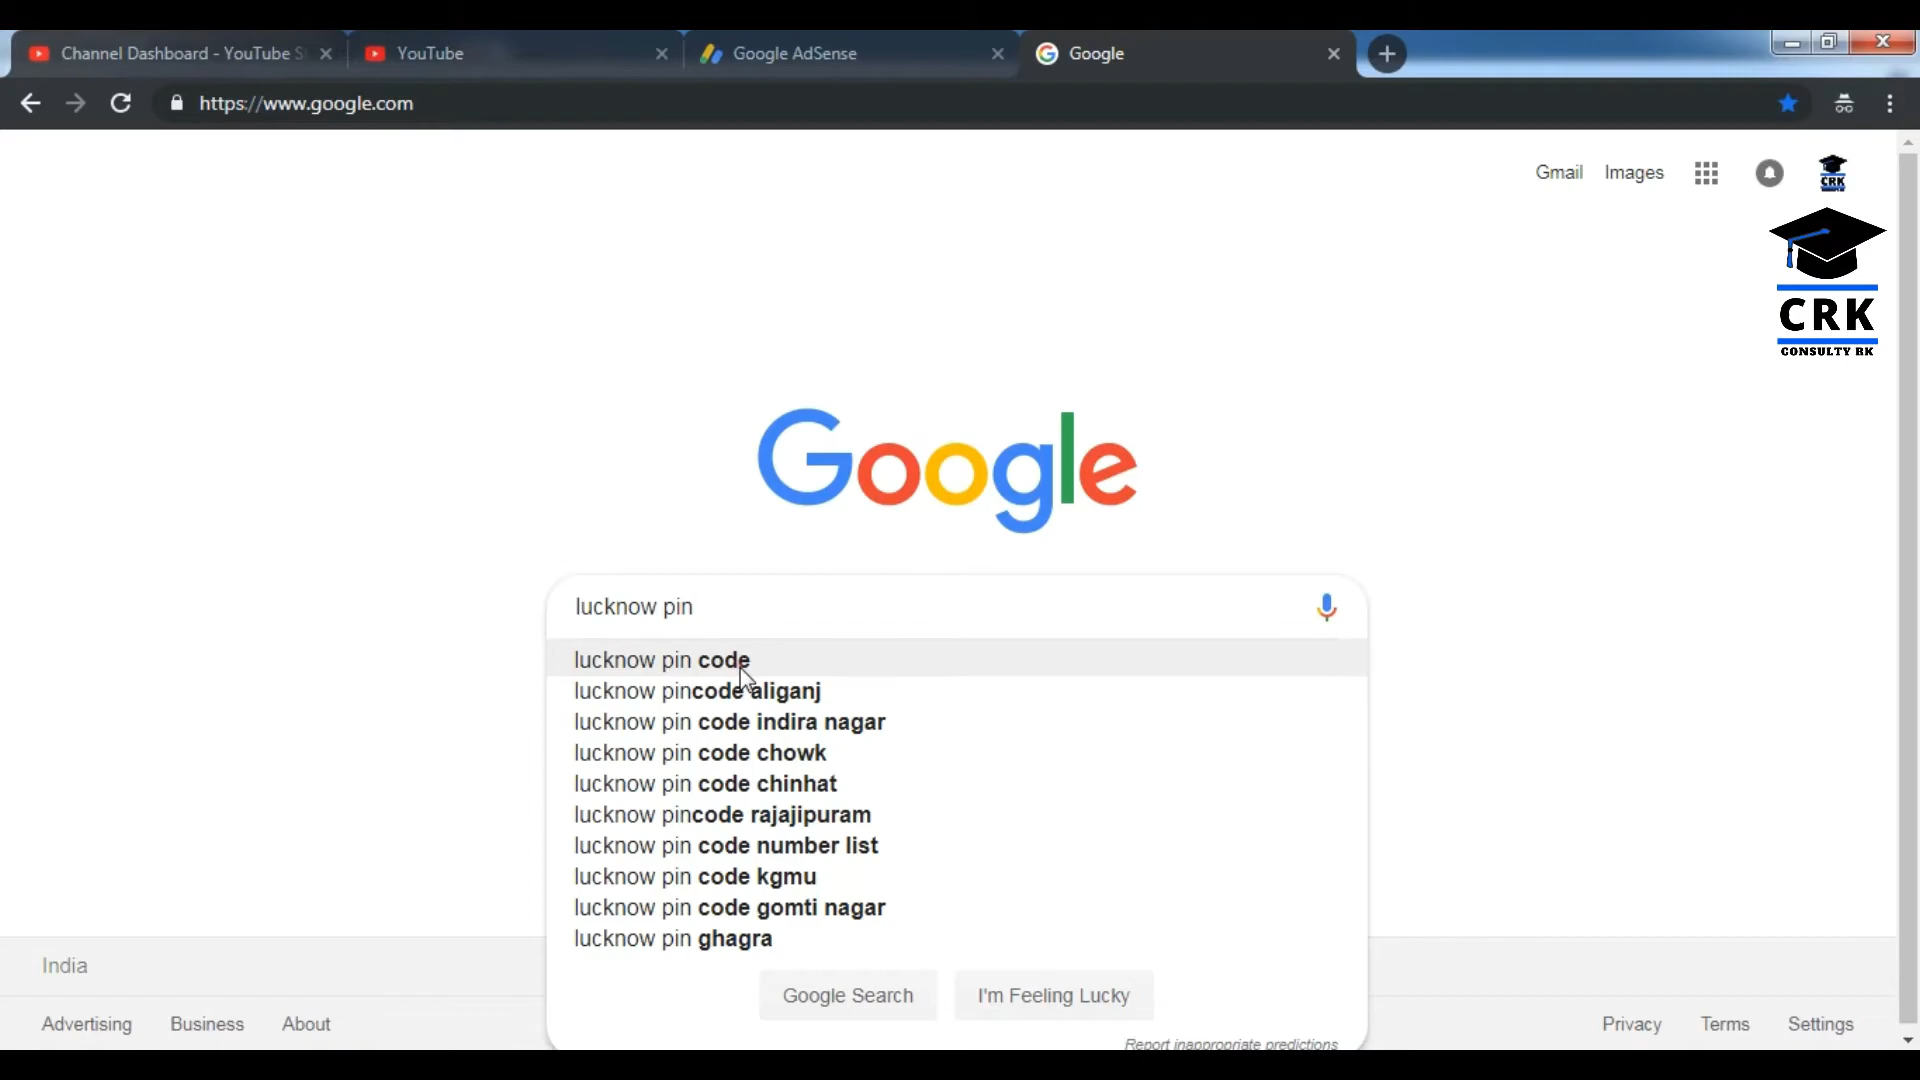 Channel Dashboard - YouTube S
YouTube
Google AdSense
Google
https://www.google.com
Gmail
Images
CRK
CRK
CONSULTY RK
Google
lucknow pin
lucknow pin code
lucknow pincode aliganj
lucknow pin code indira nagar
lucknow pin code chowk
lucknow pin code chinhat
lucknow pincode rajajipuram
lucknow pin code number list
lucknow pin code kgmu
lucknow pin code gomti nagar
lucknow pin ghagra
India
Google Search
I'm Feeling Lucky
Advertising
Business
About
Privacy
Terms
Settings
Report inappropriate predictions